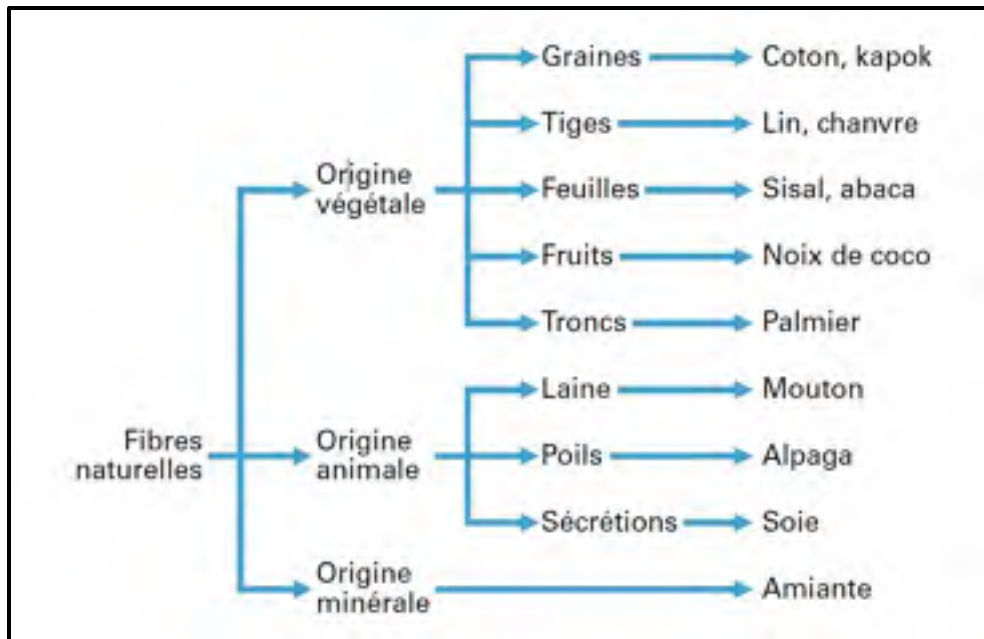 Graines Coton, kapok
Tiges Lin, chanvre
Origine
végétale
Feuilles Sisal, abaca
Fruits Noix de coco
Troncs Palmier
Laine Mouton
Fibres
naturelles
Origine
animale
Poils Alpaga
Sécrétions Soie
Origine
minérale
Amiante